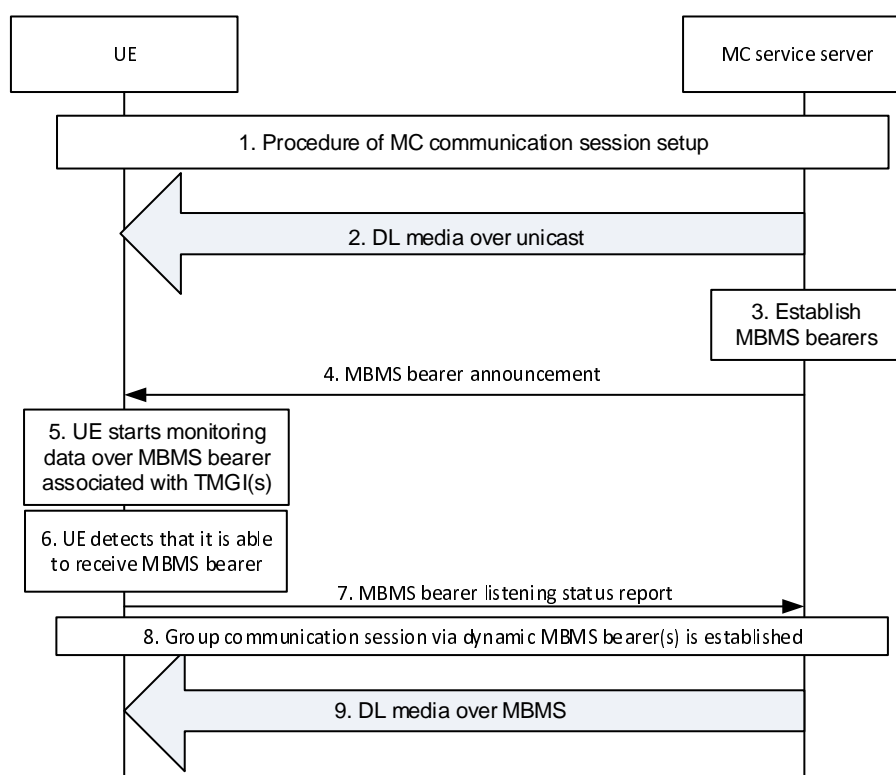 UE
MC service server
1. Procedure of MC communication session setup
2. DL media over unicast
3. Establish
MBMS bearers
4. MBMS bearer announcement
5. UE starts monitoring
data over MBMS bearer
associated with TMGI(s)
6. UE detects that it is able
to receive MBMS bearer
7. MBMS bearer listening status report
8. Group communication session via dynamic MBMS bearer(s) is established
9. DL media over MBMS